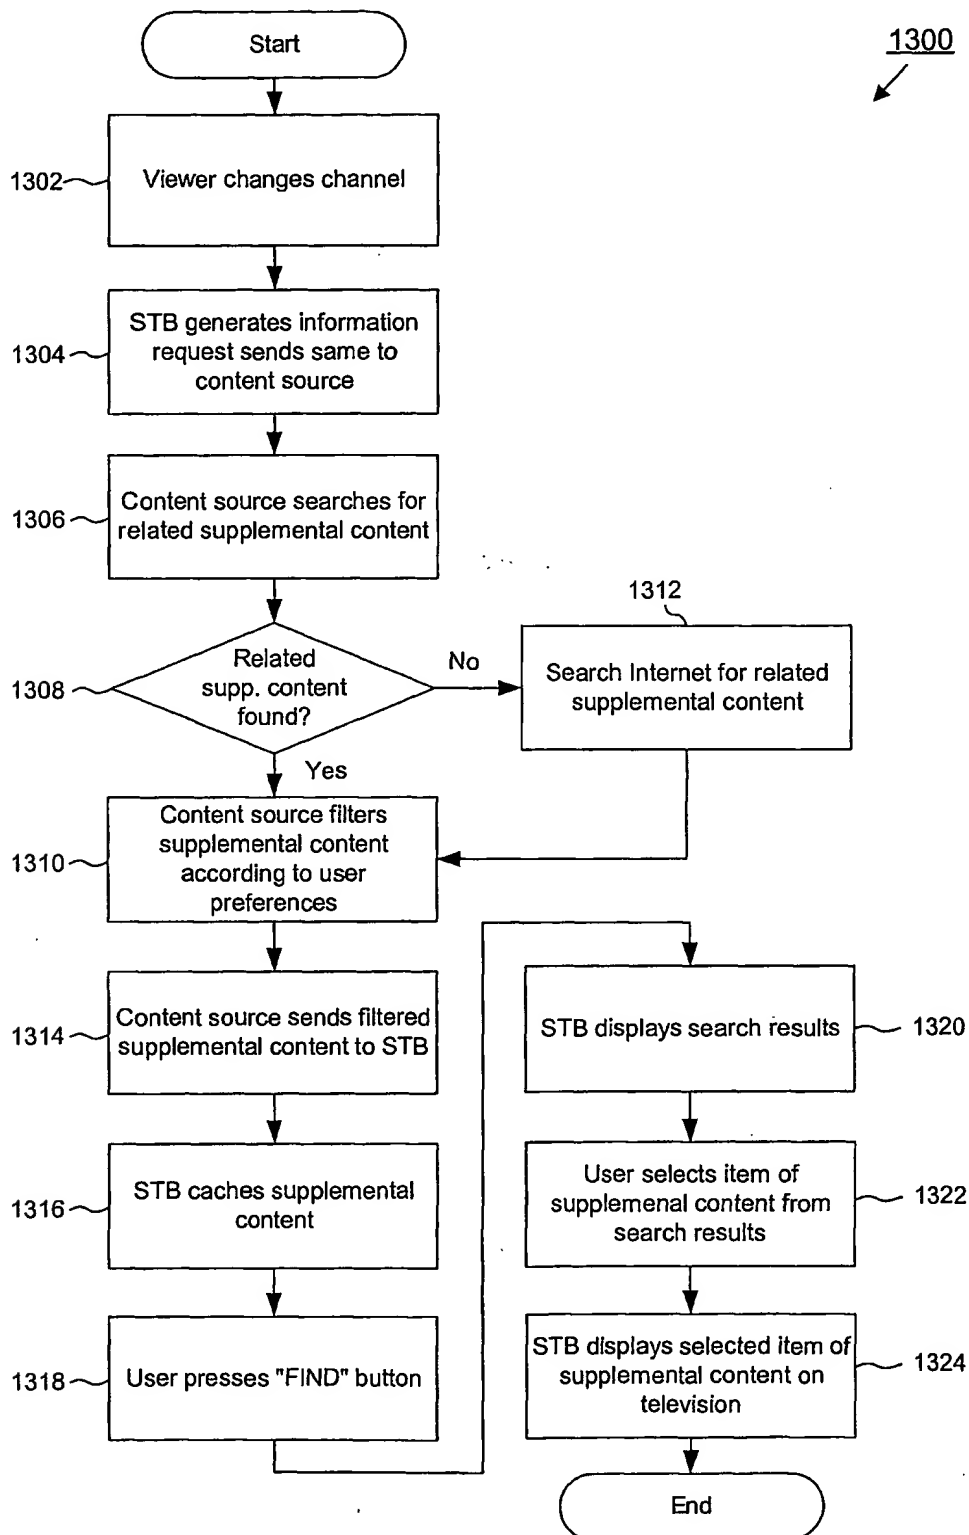 Start
1300
1302
Viewer changes channel
1304
STB generates information
request sends same to
content source
1306
Content source searches for
related supplemental content
1308
Related
supp. content
found?
No
Yes
1312
Search Internet for related
supplemental content
1310
Content source filters
supplemental content
according to user
preferences
1314
Content source sends filtered
supplemental content to STB
1316
STB caches supplemental
content
1318
User presses "FIND" button
STB displays search results
1320
User selects item of
supplemenal content from
search results
1322
STB displays selected item of
supplemental content on
television
1324
End